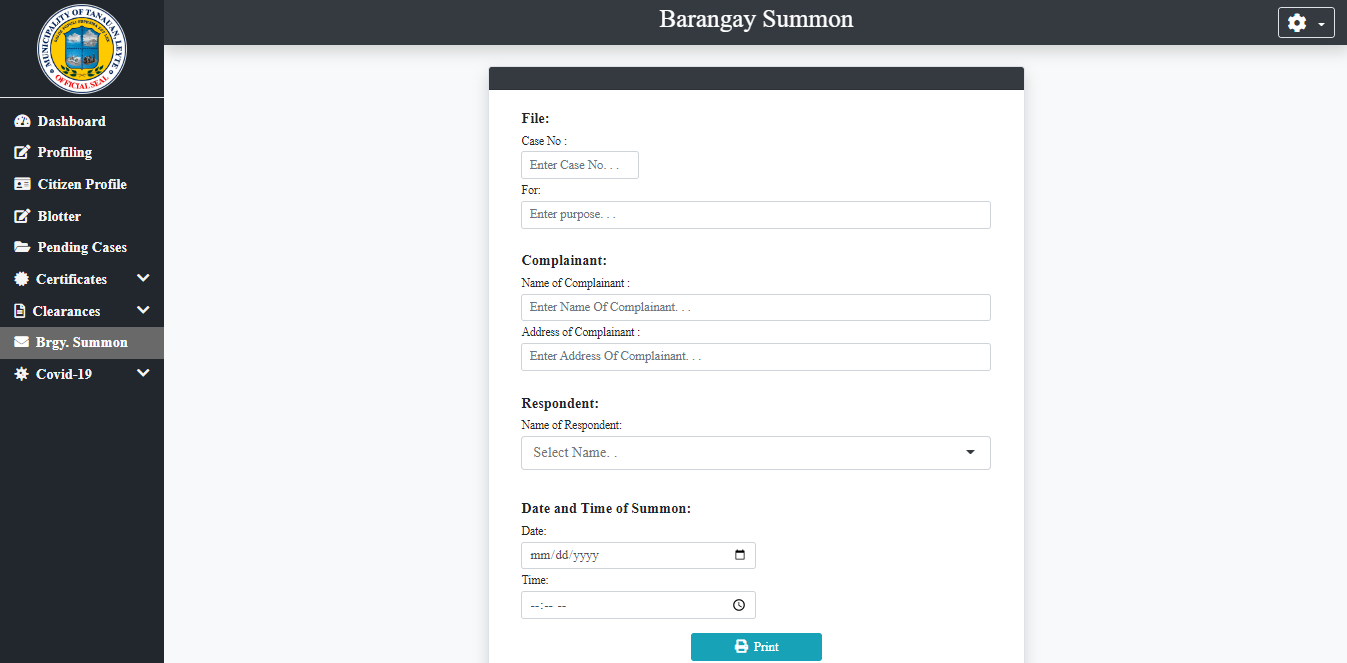 Barangay Summon
MUNICIPALITY OF TANAUAN, LEYTE
OFFICIAL SEAL
Dashboard
Profiling
Citizen Profile
Blotter
Pending Cases
Certificates
Clearances
Brgy. Summon
Covid-19
File:
Case No :
Enter Case No. . .
For:
Enter purpose. . .
Complainant:
Name of Complainant :
Enter Name Of Complainant. . .
Address of Complainant :
Enter Address Of Complainant. . .
Respondent:
Name of Respondent:
Select Name. .
Date and Time of Summon:
Date:
mm/dd/yyyy
Time:
--:-- --
Print